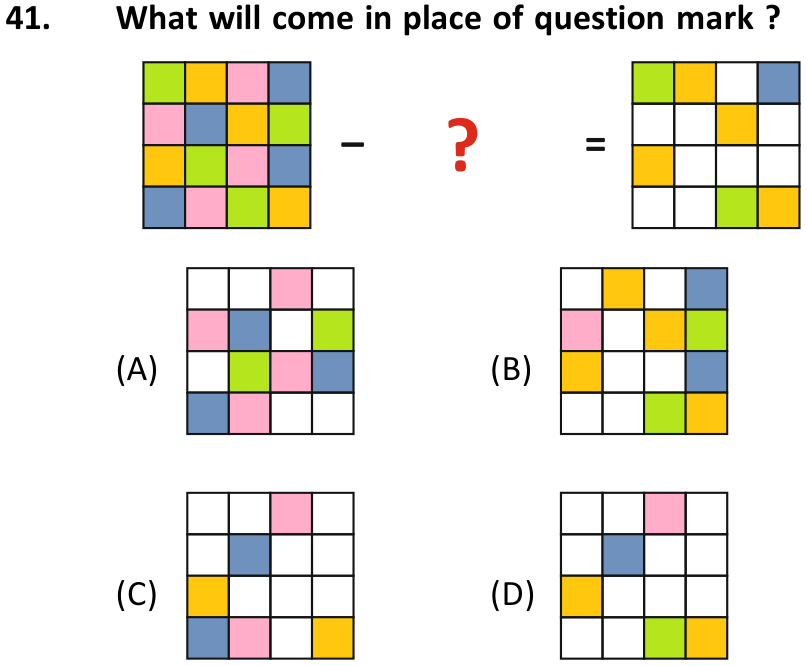 41. What will come in place of question mark ?
– ? =
(A) (B)
(C) (D)